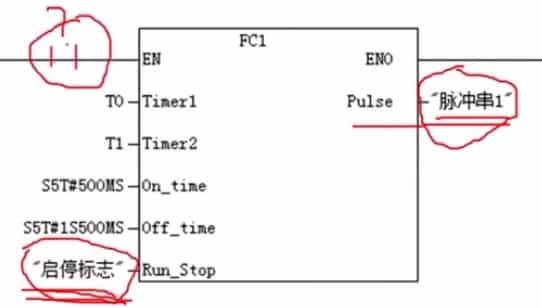 FC1
EN ENO
T0 Timer1 Pulse "脉冲串1"
T1 Timer2
S5T#500MS On_time
S5T#1S500MS Off_time
"启停标志" Run_Stop